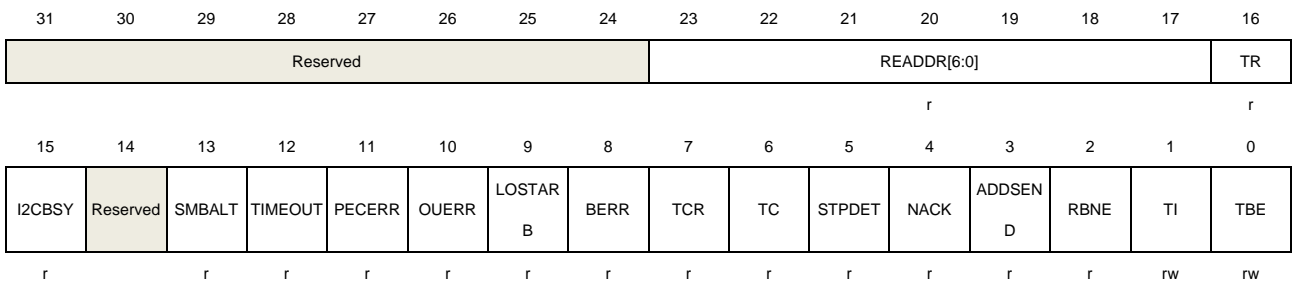 31 30 29 28 27 26 25 24 23 22 21 20 19 18 17 16
Reserved READDR[6:0] TR
r r
15 14 13 12 11 10 9 8 7 6 5 4 3 2 1 0
I2CBSY Reserved SMBALT TIMEOUT PECERR OUERR LOSTAR
B BERR TCR TC STPDET NACK ADDSEN
D RBNE TI TBE
r r r r r r r r r r r r r rw rw